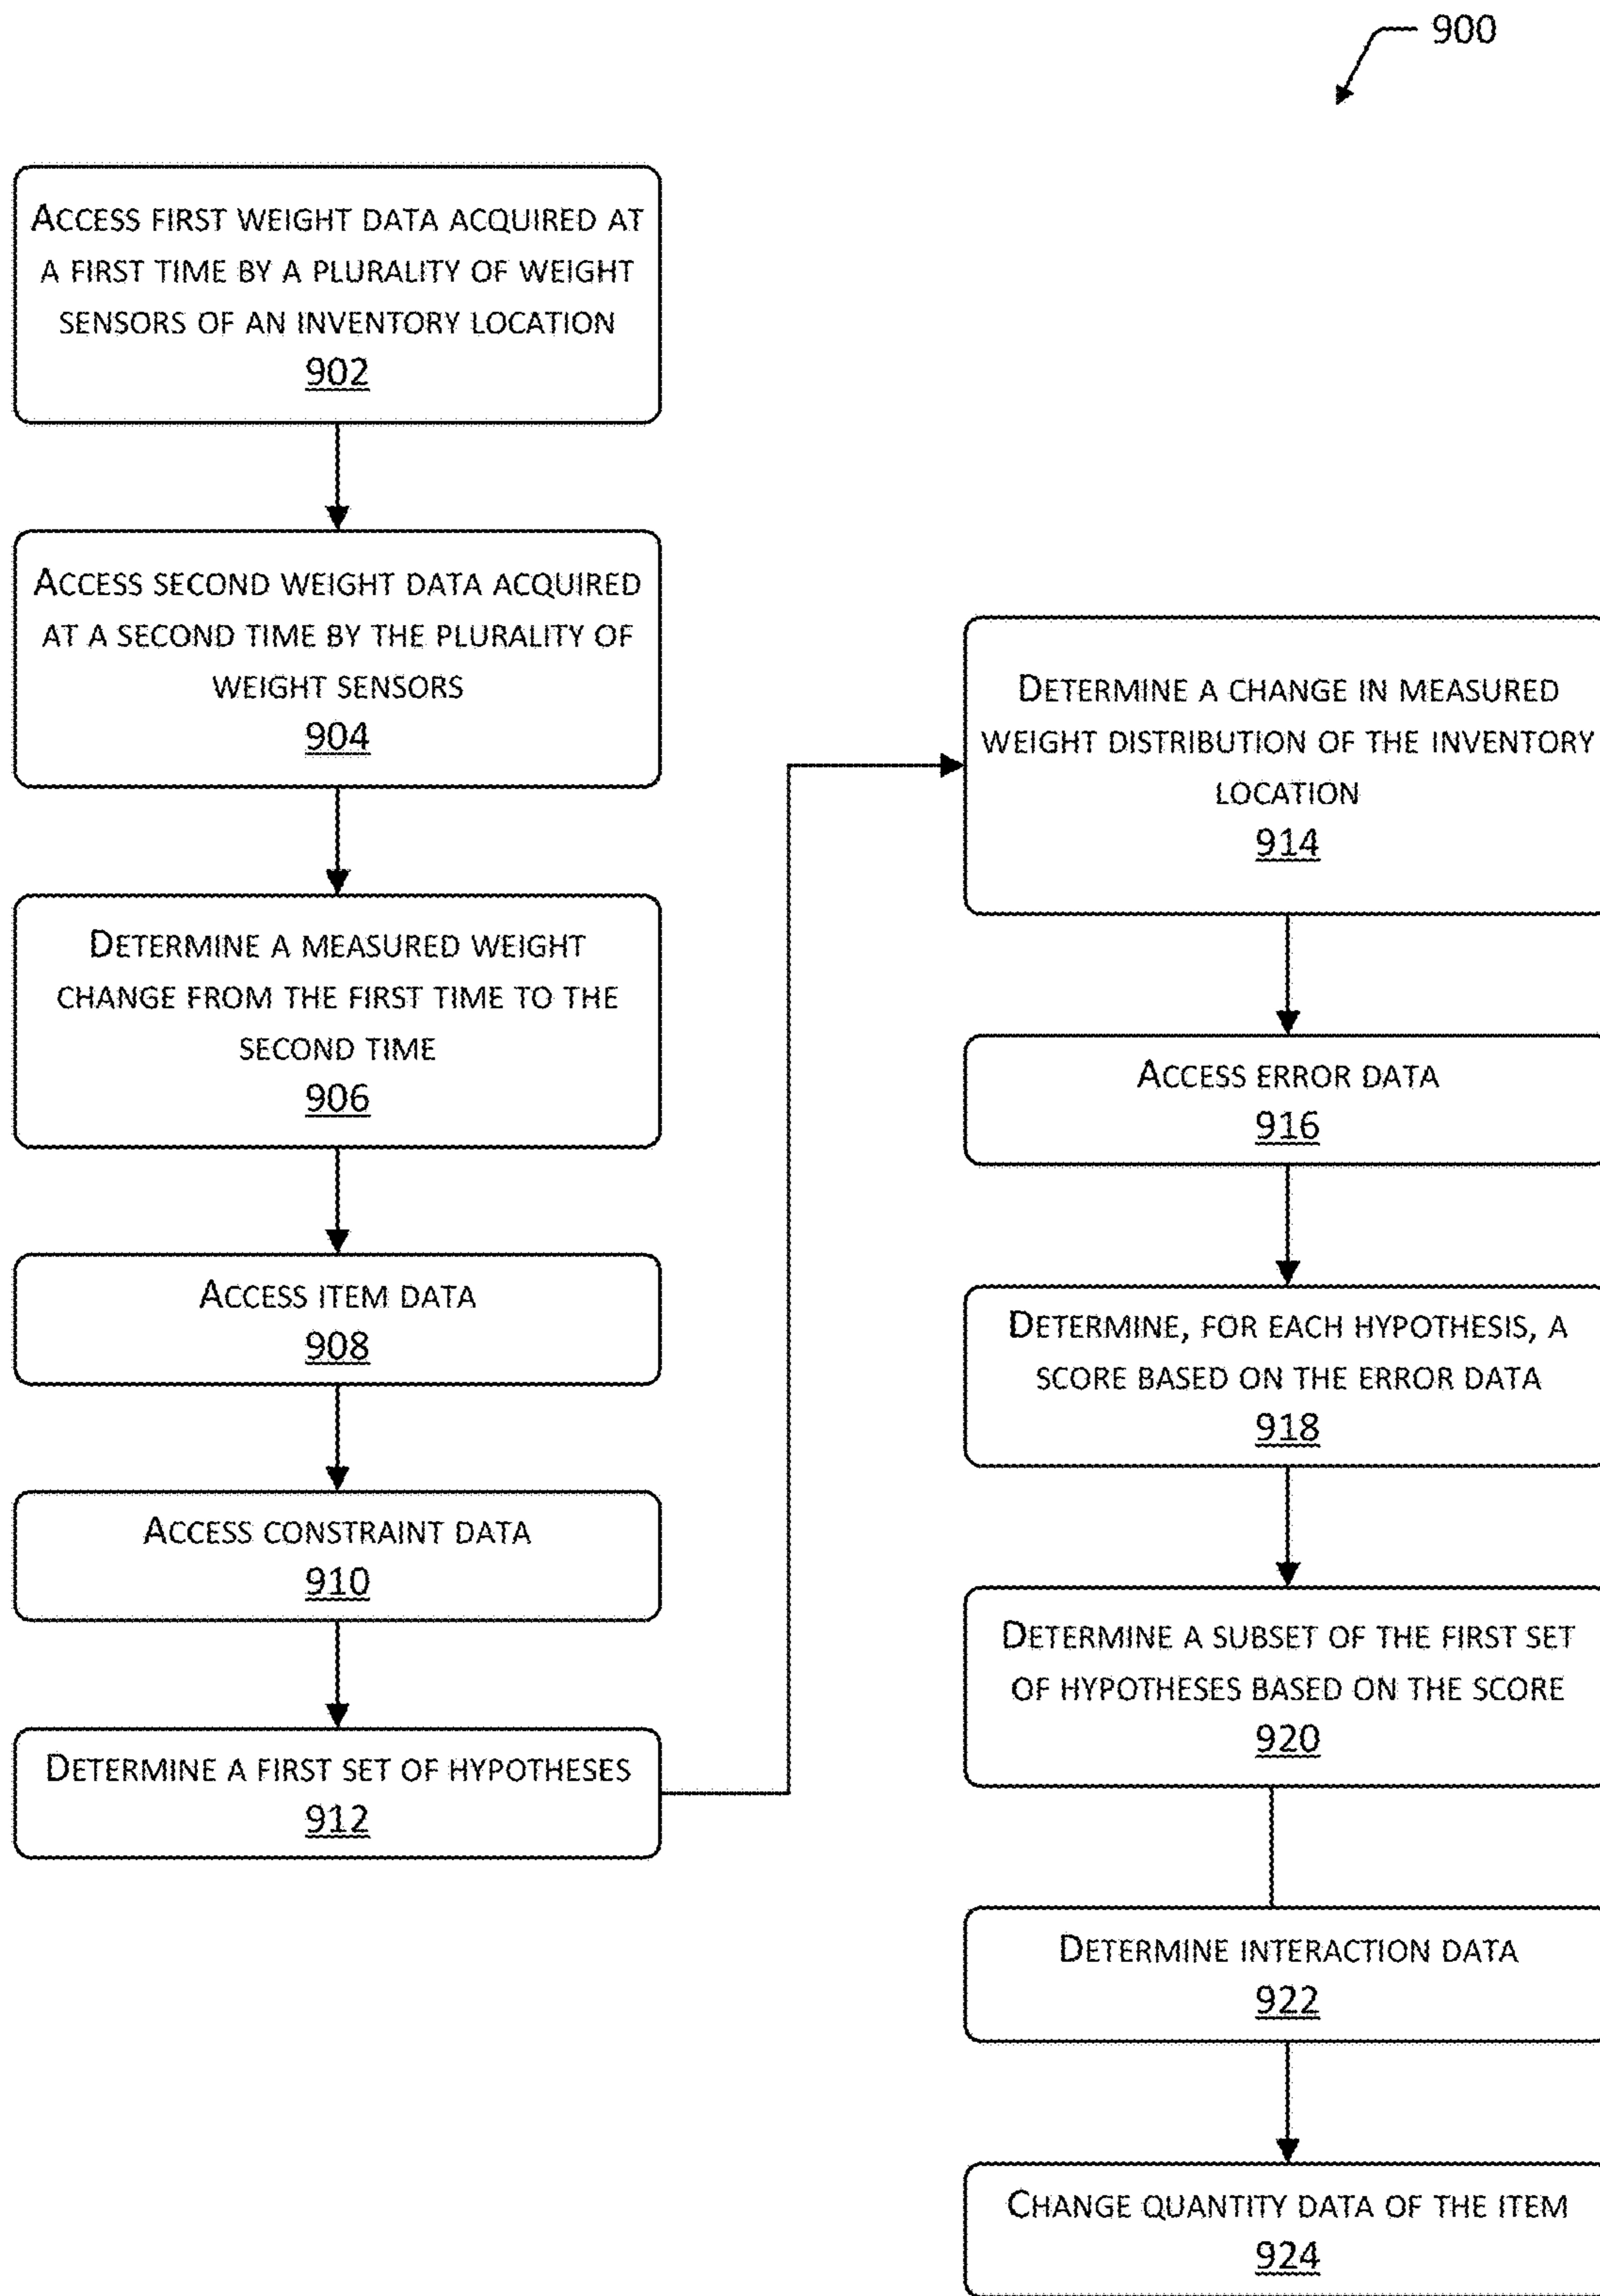 900
ACCESS FIRST WEIGHT DATA ACQUIRED AT
A FIRST TIME BY A PLURALITY OF WEIGHT
SENSORS OF AN INVENTORY LOCATION
902
ACCESS SECOND WEIGHT DATA ACQUIRED
AT A SECOND TIME BY THE PLURALITY OF
WEIGHT SENSORS
904
DETERMINE A MEASURED WEIGHT
CHANGE FROM THE FIRST TIME TO THE
SECOND TIME
906
ACCESS ITEM DATA
908
ACCESS CONSTRAINT DATA
910
DETERMINE A FIRST SET OF HYPOTHESES
912
DETERMINE A CHANGE IN MEASURED
WEIGHT DISTRIBUTION OF THE INVENTORY
LOCATION
914
ACCESS ERROR DATA
916
DETERMINE, FOR EACH HYPOTHESIS, A
SCORE BASED ON THE ERROR DATA
918
DETERMINE A SUBSET OF THE FIRST SET
OF HYPOTHESES BASED ON THE SCORE
920
DETERMINE INTERACTION DATA
922
CHANGE QUANTITY DATA OF THE ITEM
924